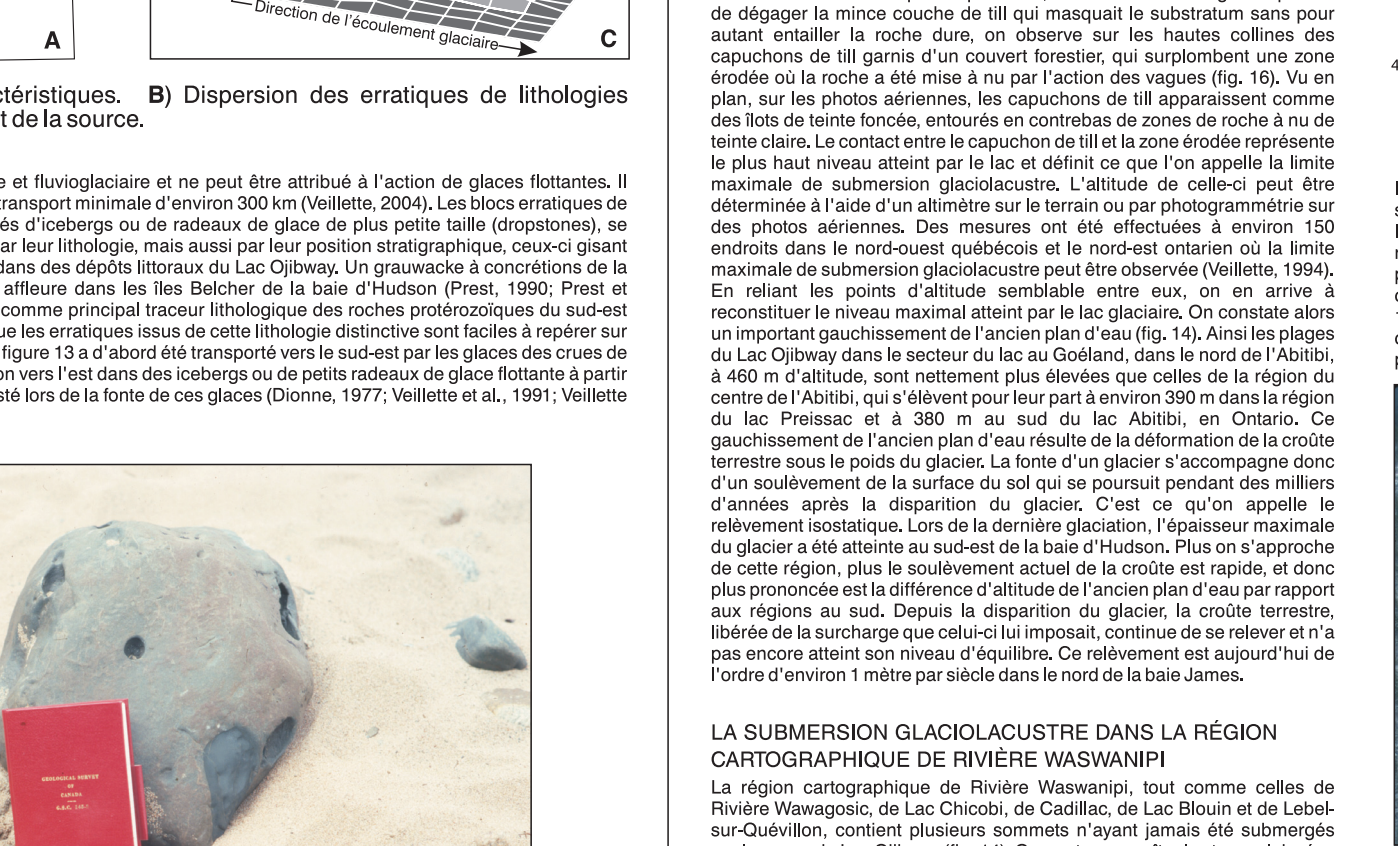 Direction de l'écoulement glaciaire
A
C
ctéristiques. B) Dispersion des erratiques de lithologies
t de la source.
e et fluvioglaciaire et ne peut être attribué à l'action de glaces flottantes. Il
transport minimale d'environ 300 km (Veillette, 2004). Les blocs erratiques de
és d'icebergs ou de radeaux de glace de plus petite taille (dropstones), se
ar leur lithologie, mais aussi par leur position stratigraphique, ceux-ci gisant
dans des dépôts littoraux du Lac Ojibway. Un grauwacke à concrétions de la
affleure dans les îles Belcher de la baie d'Hudson (Prest, 1990; Prest et
comme principal traceur lithologique des roches protérozoïques du sud-est
ue les erratiques issus de cette lithologie distinctive sont faciles à repérer sur
figure 13 a d'abord été transporté vers le sud-est par les glaces des crues de
on vers l'est dans des icebergs ou de petits radeaux de glace flottante à partir
sté lors de la fonte de ces glaces (Dionne, 1977; Veillette et al., 1991; Veillette
GEOLOGICAL SURVEY
OF
CANADA
de dégager la mince couche de till qui masquait le substratum sans pour
autant entailler la roche dure, on observe sur les hautes collines des
capuchons de till garnis d'un couvert forestier, qui surplombent une zone
érodée où la roche a été mise à nu par l'action des vagues (fig. 16). Vu en
plan, sur les photos aériennes, les capuchons de till apparaissent comme
des îlots de teinte foncée, entourés en contrebas de zones de roche à nu de
teinte claire. Le contact entre le capuchon de till et la zone érodée représente
le plus haut niveau atteint par le lac et définit ce que l'on appelle la limite
maximale de submersion glaciolacustre. L'altitude de celle-ci peut être
déterminée à l'aide d'un altimètre sur le terrain ou par photogrammétrie sur
des photos aériennes. Des mesures ont été effectuées à environ 150
endroits dans le nord-ouest québécois et le nord-est ontarien où la limite
maximale de submersion glaciolacustre peut être observée (Veillette, 1994).
En reliant les points d'altitude semblable entre eux, on en arrive à
reconstituer le niveau maximal atteint par le lac glaciaire. On constate alors
un important gauchissement de l'ancien plan d'eau (fig. 14). Ainsi les plages
du Lac Ojibway dans le secteur du lac au Goéland, dans le nord de l'Abitibi,
à 460 m d'altitude, sont nettement plus élevées que celles de la région du
centre de l'Abitibi, qui s'élèvent pour leur part à environ 390 m dans la région
du lac Preissac et à 380 m au sud du lac Abitibi, en Ontario. Ce
gauchissement de l'ancien plan d'eau résulte de la déformation de la croûte
terrestre sous le poids du glacier. La fonte d'un glacier s'accompagne donc
d'un soulèvement de la surface du sol qui se poursuit pendant des milliers
d'années après la disparition du glacier. C'est ce qu'on appelle le
relèvement isostatique. Lors de la dernière glaciation, l'épaisseur maximale
du glacier a été atteinte au sud-est de la baie d'Hudson. Plus on s'approche
de cette région, plus le soulèvement actuel de la croûte est rapide, et donc
plus prononcée est la différence d'altitude de l'ancien plan d'eau par rapport
aux régions au sud. Depuis la disparition du glacier, la croûte terrestre,
libérée de la surcharge que celui-ci lui imposait, continue de se relever et n'a
pas encore atteint son niveau d'équilibre. Ce relèvement est aujourd'hui de
l'ordre d'environ 1 mètre par siècle dans le nord de la baie James.
LA SUBMERSION GLACIOLACUSTRE DANS LA RÉGION
CARTOGRAPHIQUE DE RIVIÈRE WASWANIPI
La région cartographique de Rivière Waswanipi, tout comme celles de
Rivière Wawagosic, de Lac Chicobi, de Cadillac, de Lac Blouin et de Lebel-
sur-Quévillon, contient plusieurs sommets n'ayant jamais été submergés